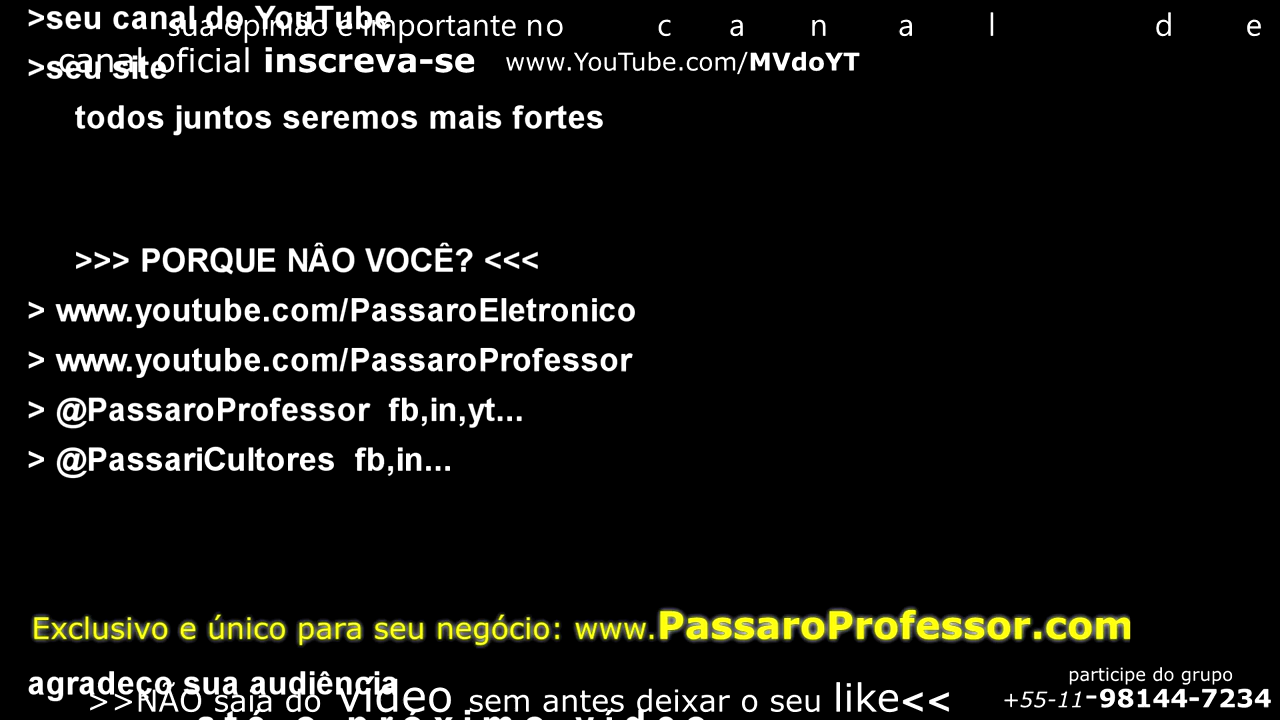 >seu canal do YouTube
sua opinião é importante no c a n a l d e
>seu site
canal oficial inscreva-se www.YouTube.com/MVdoYT
todos juntos seremos mais fortes
>>> PORQUE NÂO VOCÊ? <<<
> www.youtube.com/PassaroEletronico
> www.youtube.com/PassaroProfessor
> @PassaroProfessor fb,in,yt...
> @PassariCultores fb,in...
Exclusivo e único para seu negócio: www.PassaroProfessor.com
agradeço sua audiência
participe do grupo
>>NÃO saia do vídeo sem antes deixar o seu like<<
+55-11-98144-7234
até o próximo vídeo